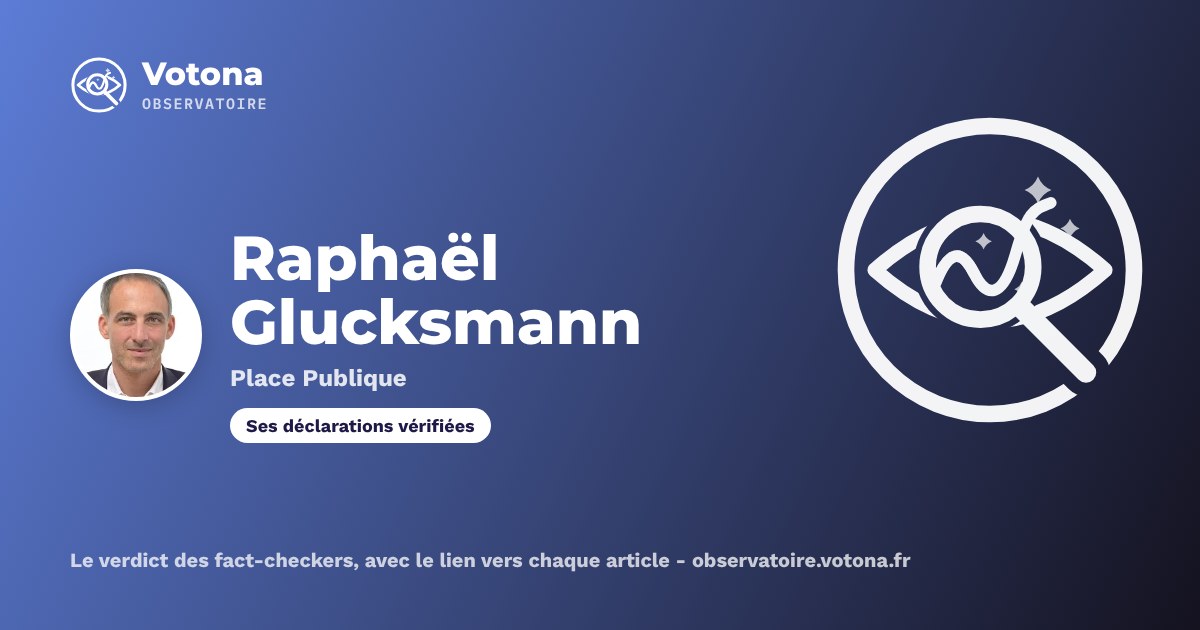 Votona
OBSERVATOIRE
Raphaël
Glucksmann
Place Publique
Ses déclarations vérifiées
Le verdict des fact-checkers, avec le lien vers chaque article - observatoire.votona.fr